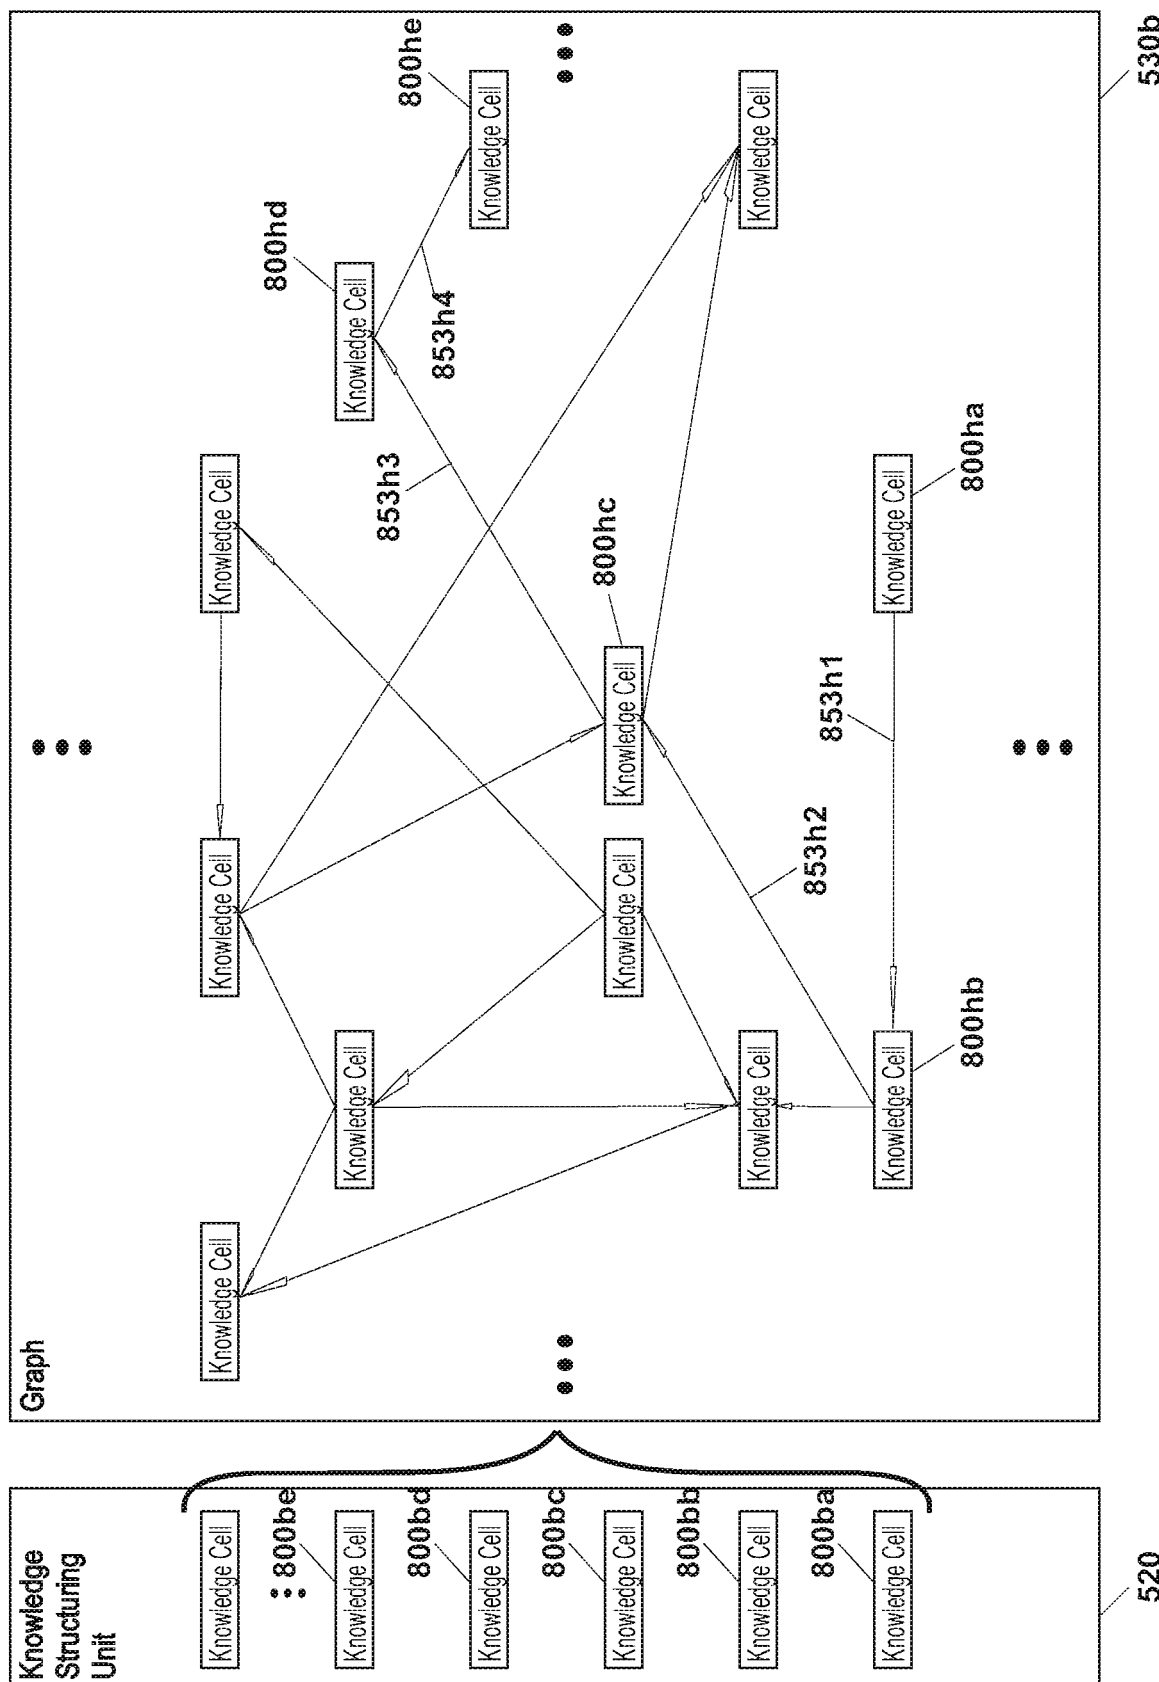 Knowledge
Structuring
Unit
Knowledge Cell
800be
Knowledge Cell
800bd
Knowledge Cell
800bc
Knowledge Cell
800bb
Knowledge Cell
800ba
Knowledge Cell
520
Graph
Knowledge Cell
Knowledge Cell
Knowledge Cell
800hd
Knowledge Cell
Knowledge Cell
853h3
800he
853h4
Knowledge Cell
800hc
Knowledge Cell
Knowledge Cell
Knowledge Cell
Knowledge Cell
853h2
853h1
Knowledge Cell
Knowledge Cell
800hb
800ha
530b